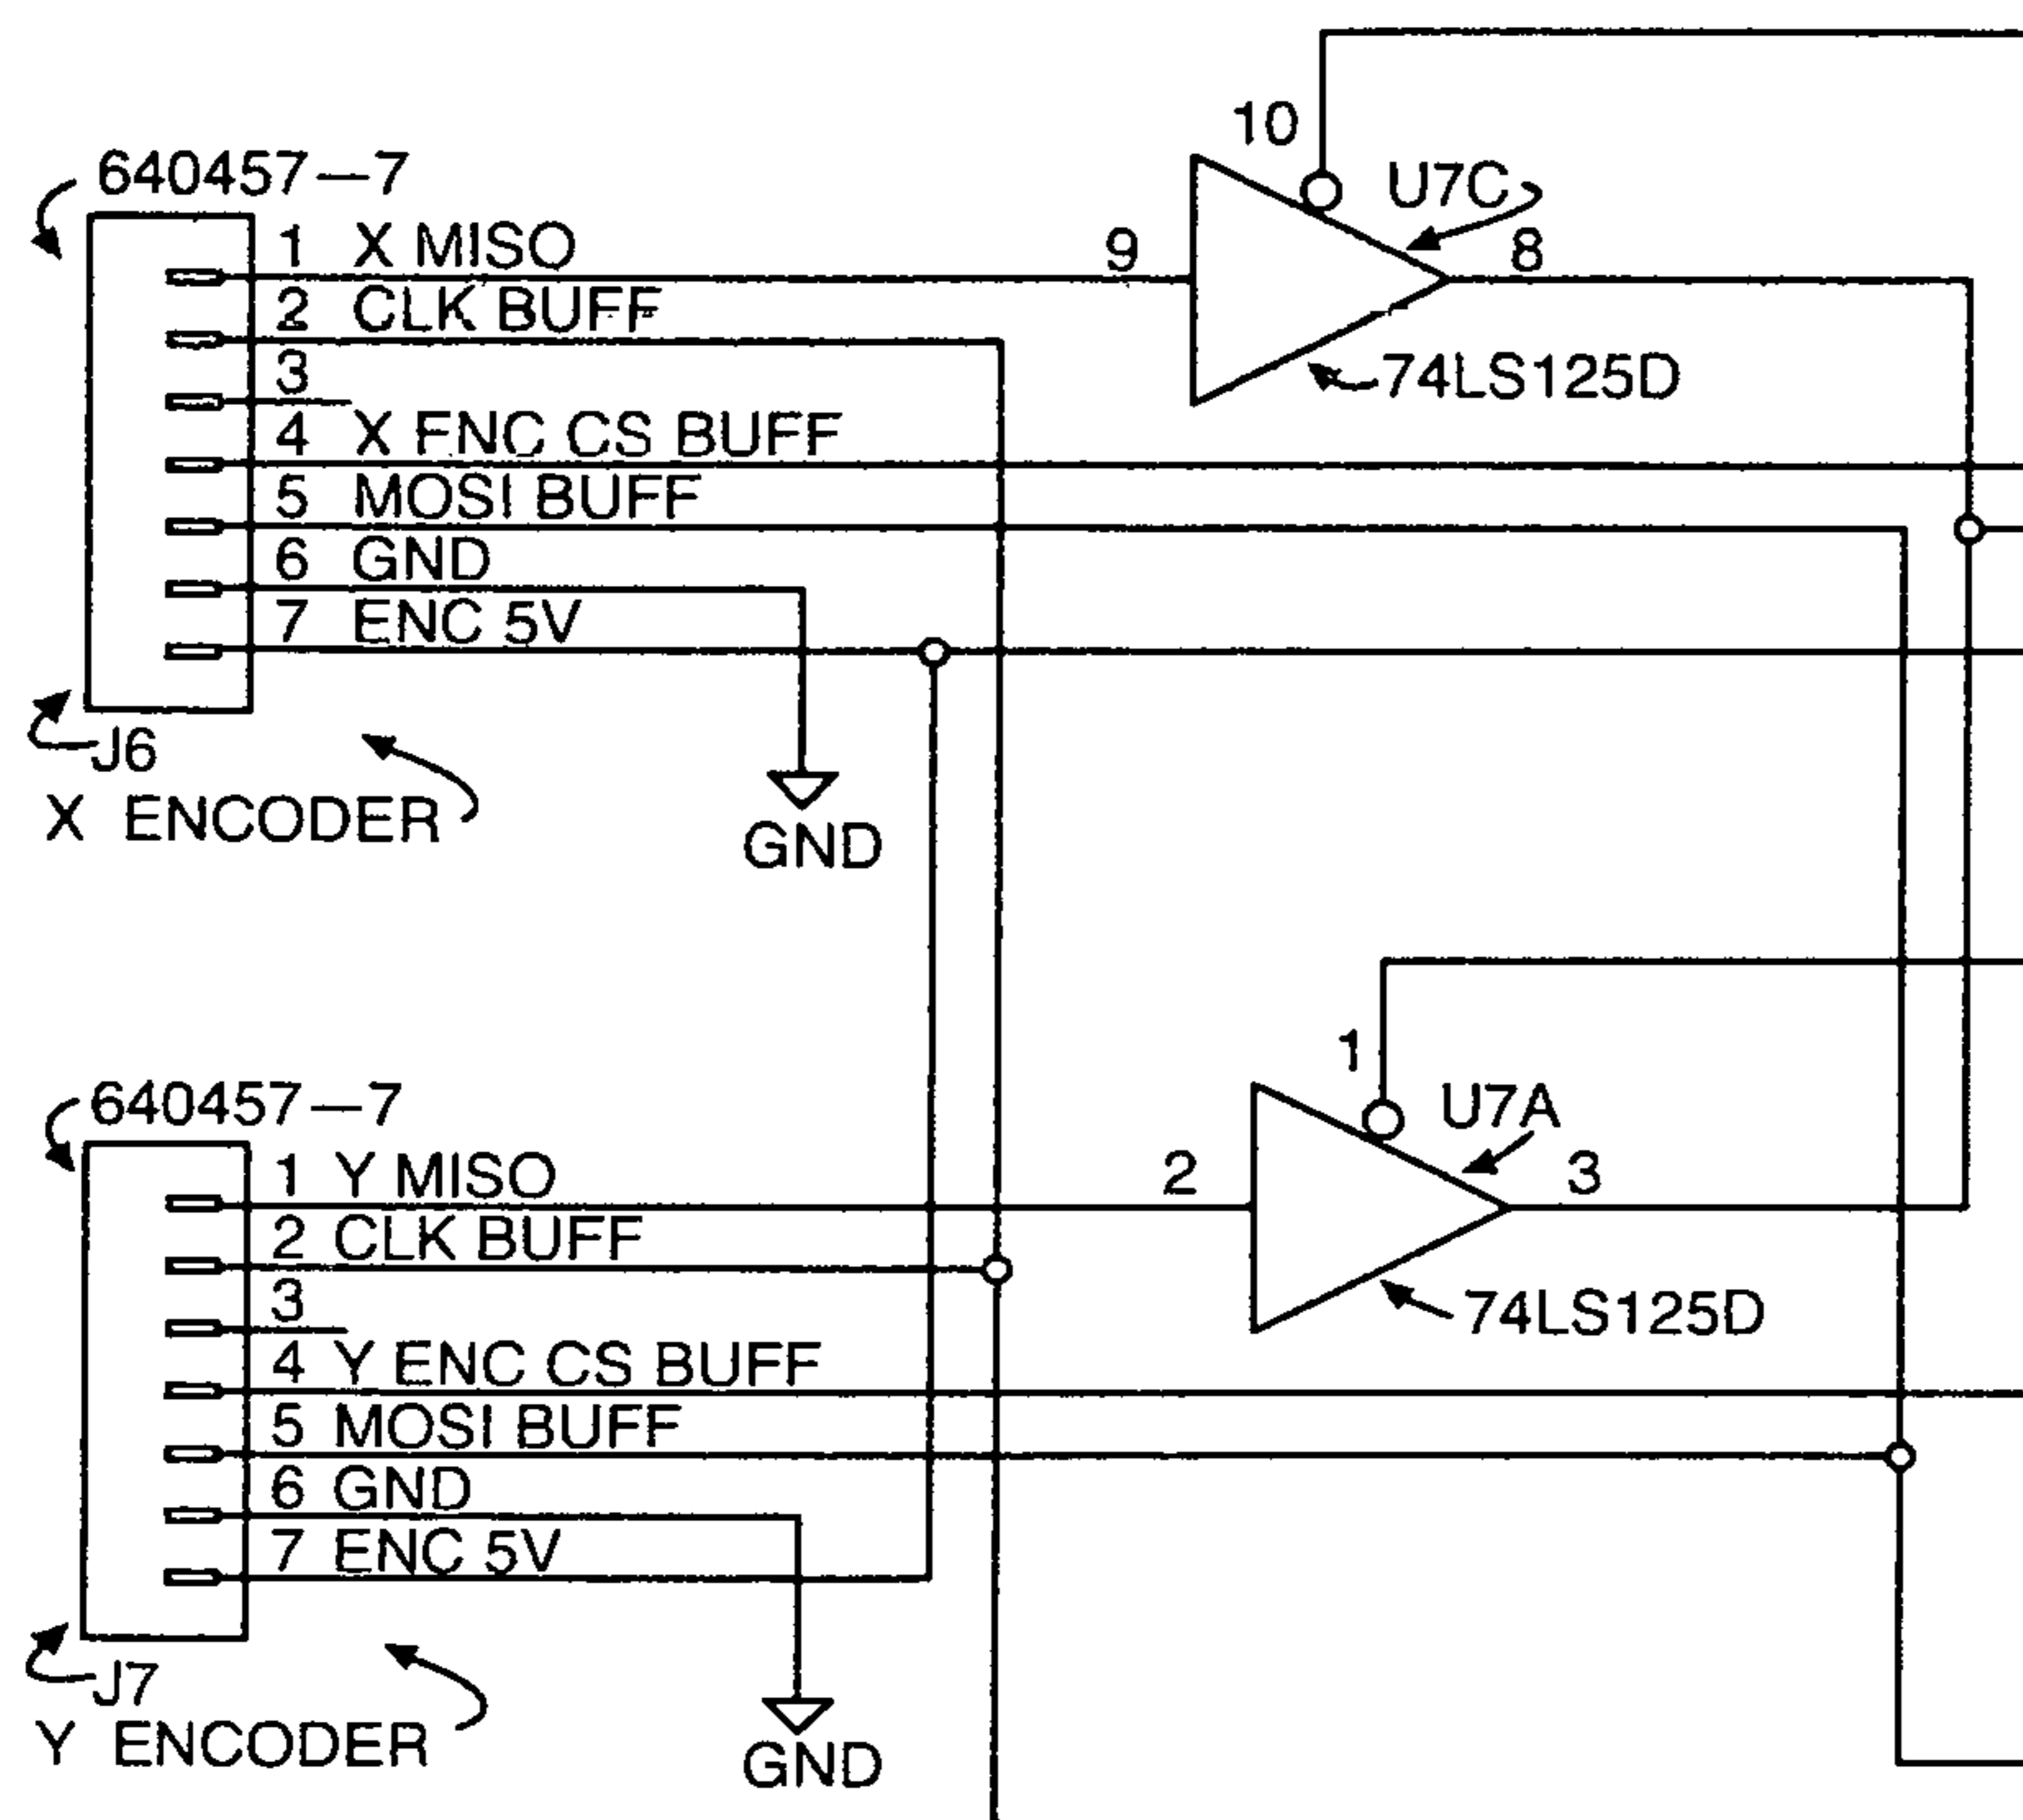 10
640457—7
U7C
1 X MISO
9
8
2 CLK BUFF
3
74LS125D
4 X ENC CS BUFF
5 MOSI BUFF
6 GND
7 ENC 5V
J6
X ENCODER
GND
1
640457—7
U7A
1 Y MISO
2
3
2 CLK BUFF
3
74LS125D
4 Y ENC CS BUFF
5 MOSI BUFF
6 GND
7 ENC 5V
J7
Y ENCODER
GND